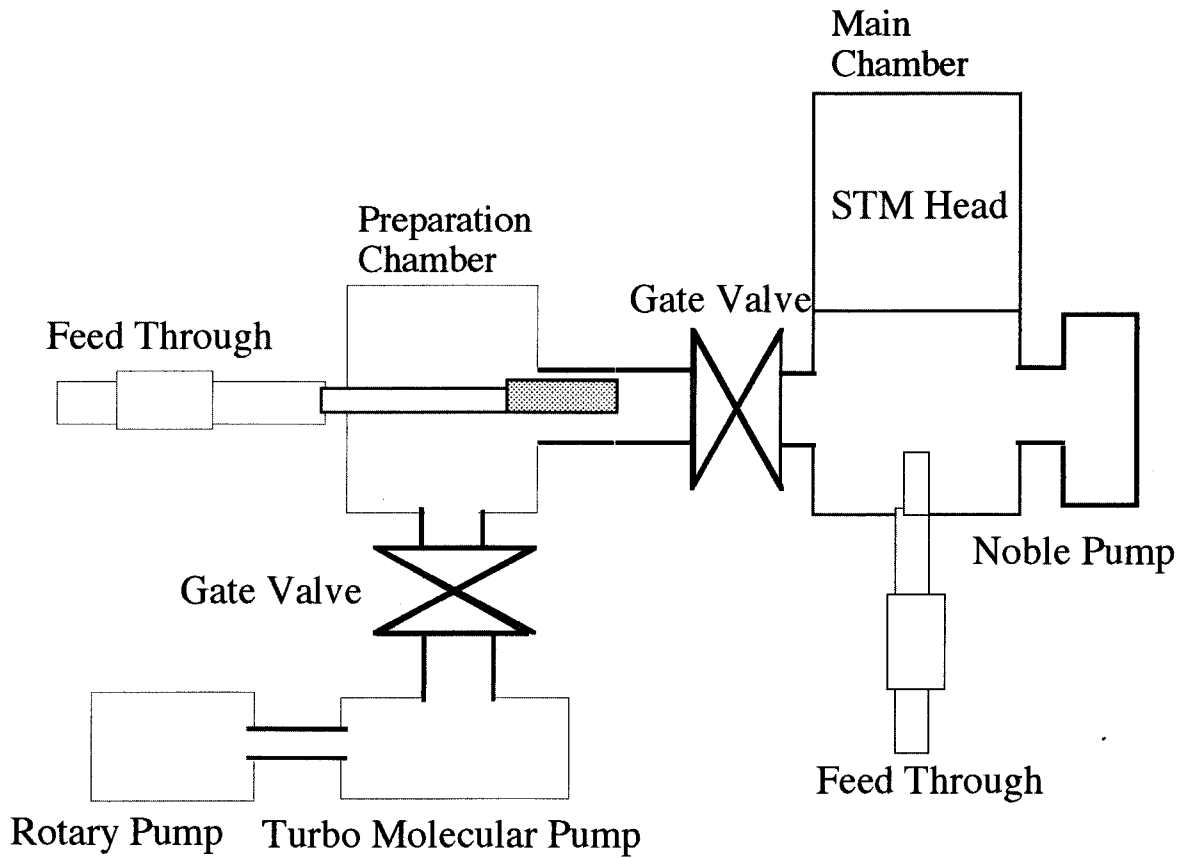 Main
Chamber
STM Head
Preparation
Chamber
Gate Valve
Feed Through
Noble Pump
Gate Valve
Feed Through
Rotary Pump
Turbo Molecular Pump